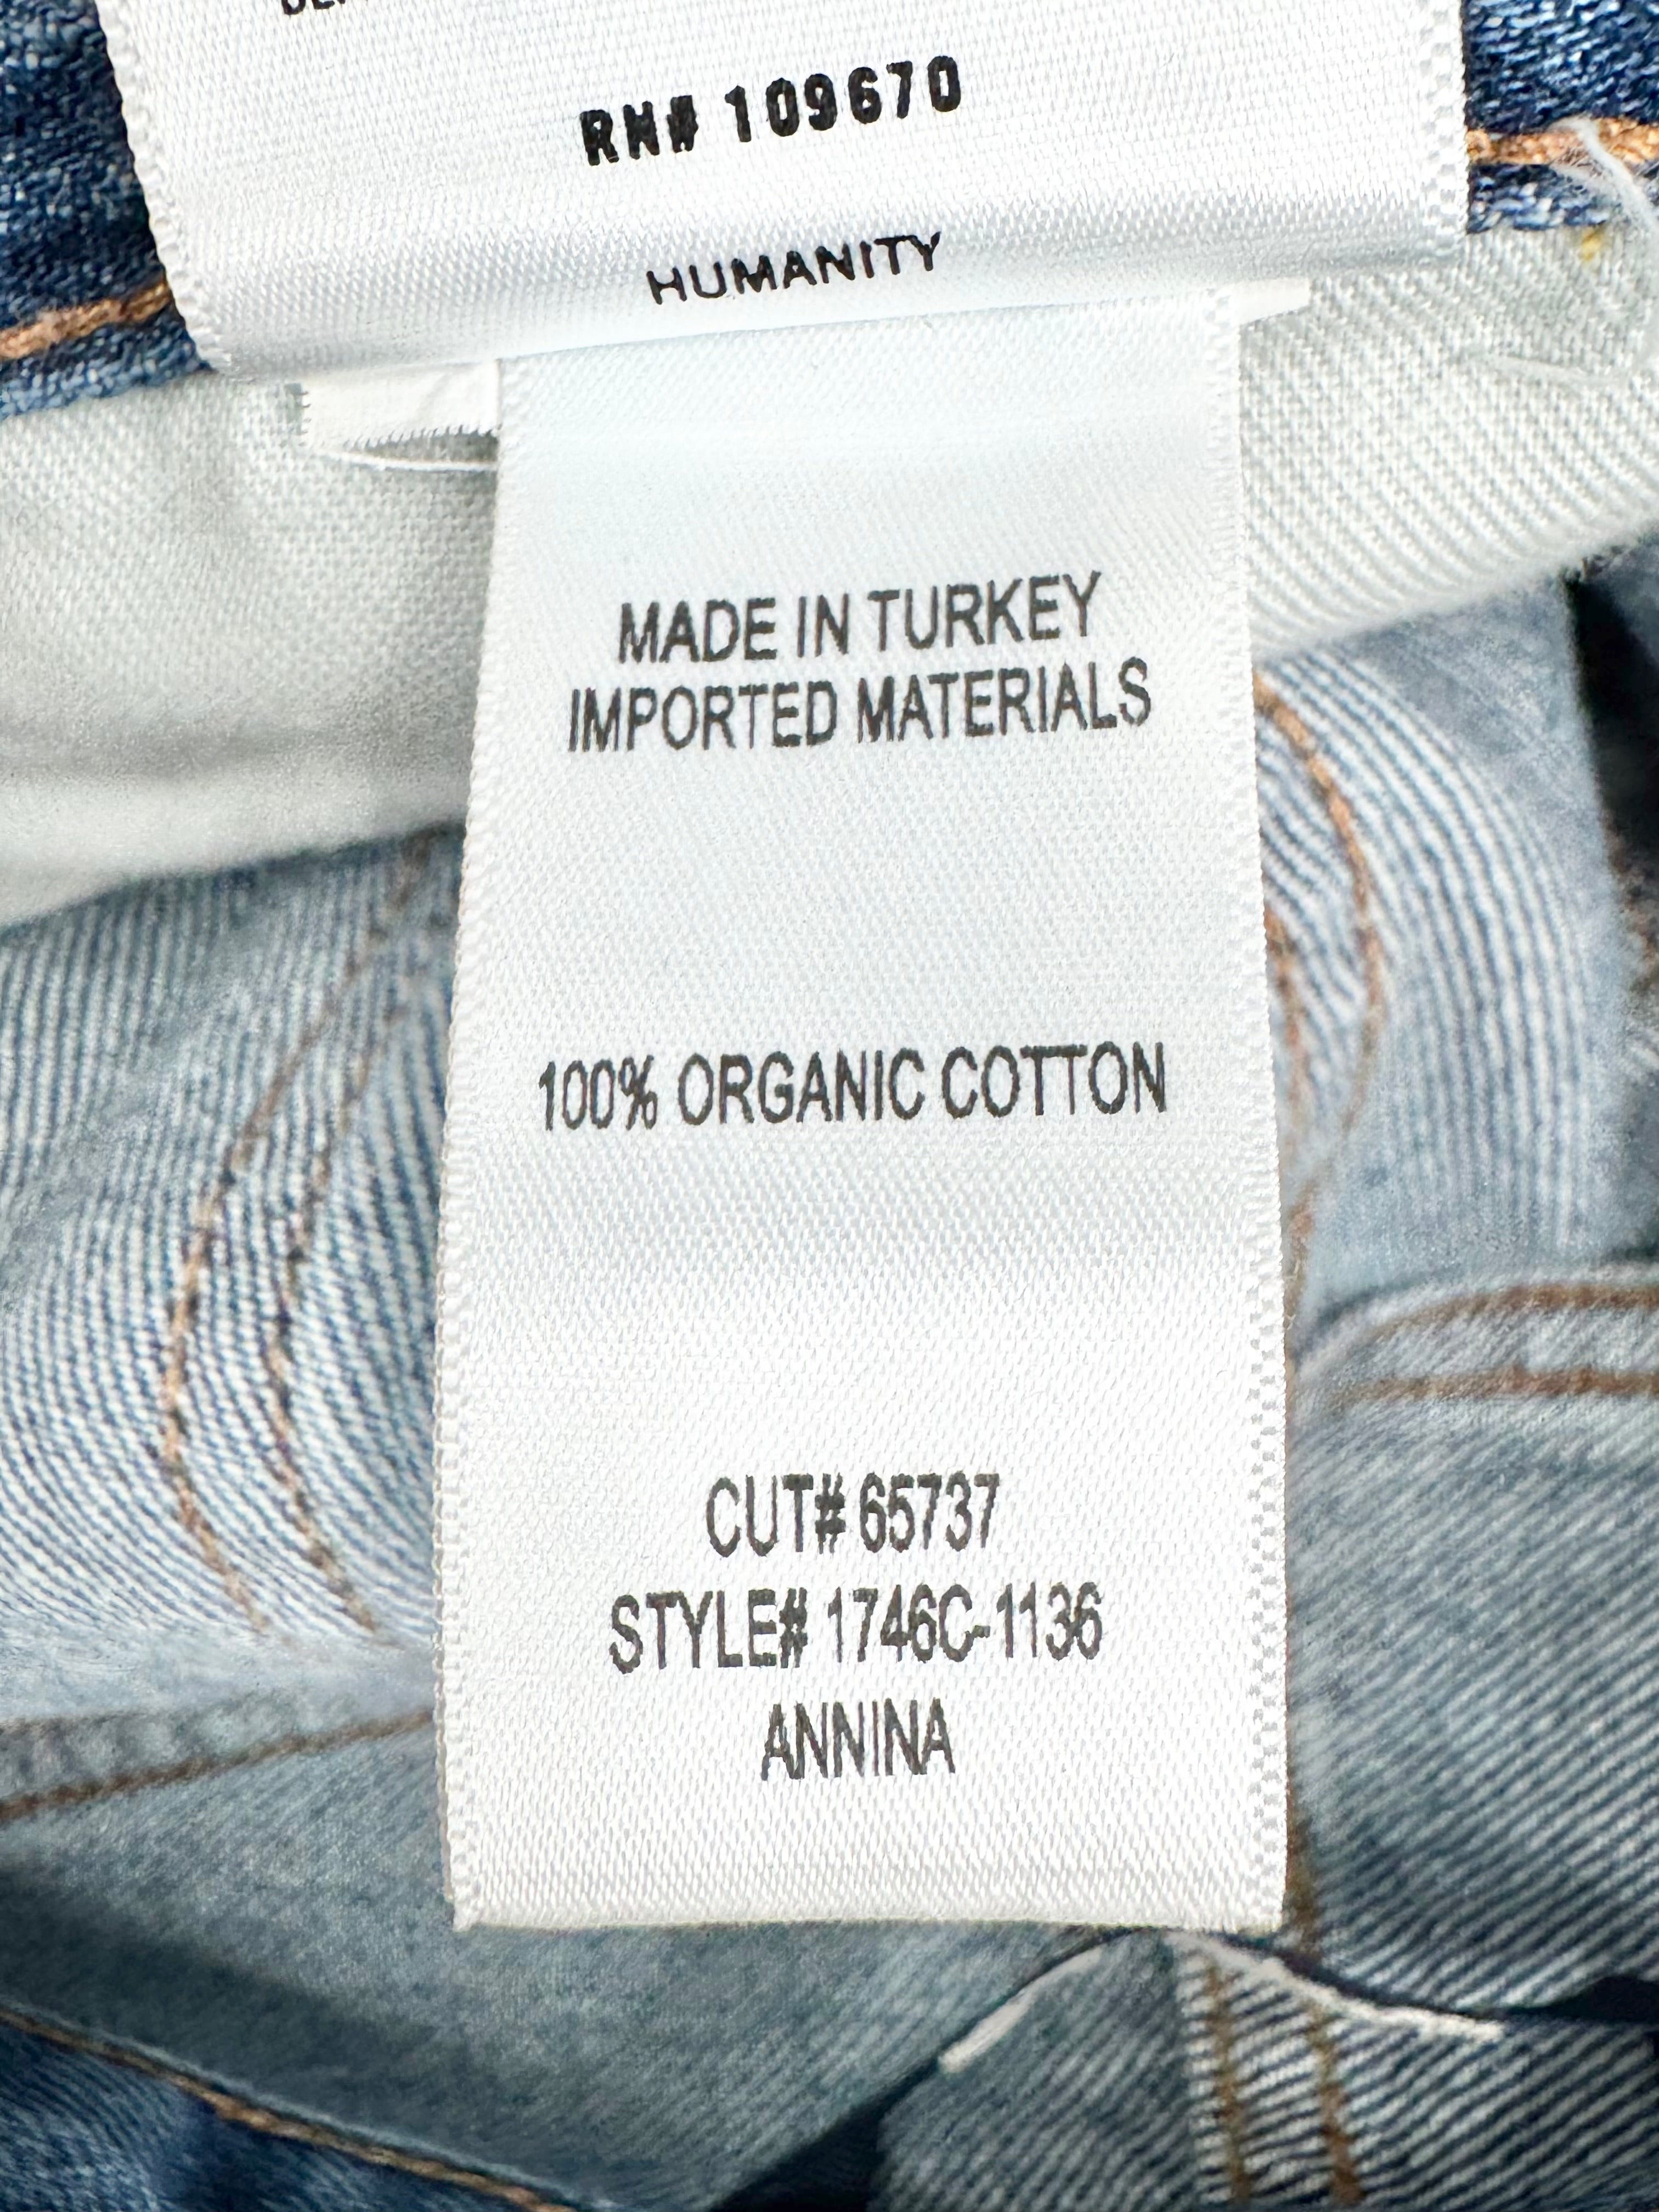 RN# 109670
HUMANITY
MADE IN TURKEY
IMPORTED MATERIALS
100% ORGANIC COTTON
CUT# 65737
STYLE# 1746C-1136
ANNINA